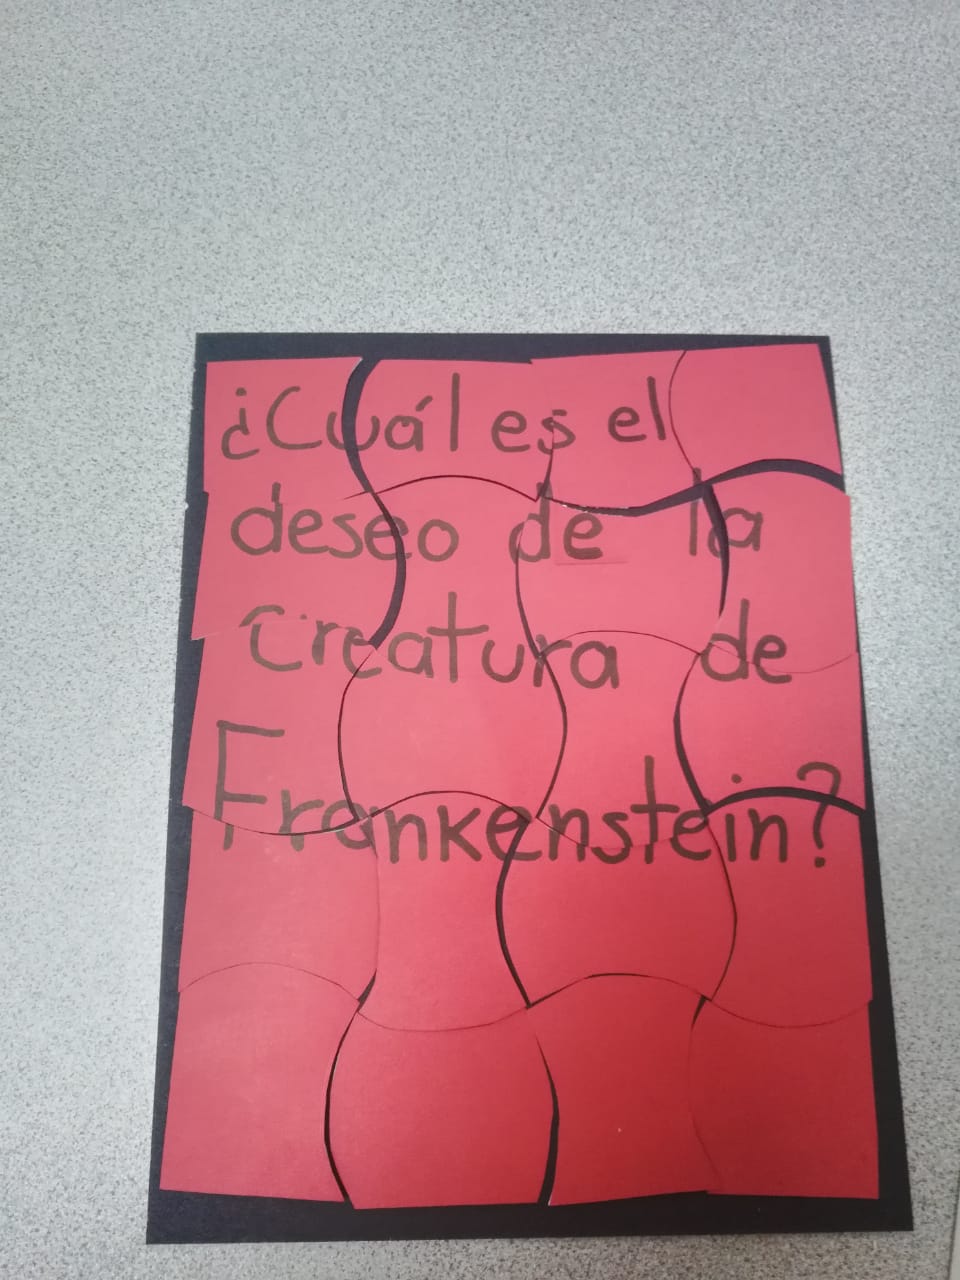 ¿Cuál es el
deseo de la
Creatura de
Frankenstein?